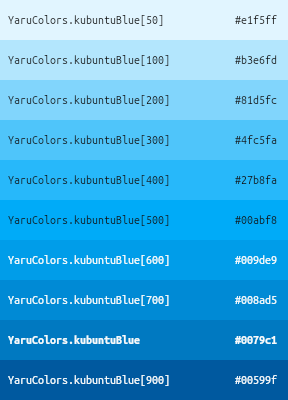 YaruColors.kubuntuBlue[50] #e1f5ff
YaruColors.kubuntuBlue[100] #b3e6fd
YaruColors.kubuntuBlue[200] #81d5fc
YaruColors.kubuntuBlue[300] #4fc5fa
YaruColors.kubuntuBlue[400] #27b8fa
YaruColors.kubuntuBlue[500] #00abf8
YaruColors.kubuntuBlue[600] #009de9
YaruColors.kubuntuBlue[700] #008ad5
YaruColors.kubuntuBlue #0079c1
YaruColors.kubuntuBlue[900] #00599f